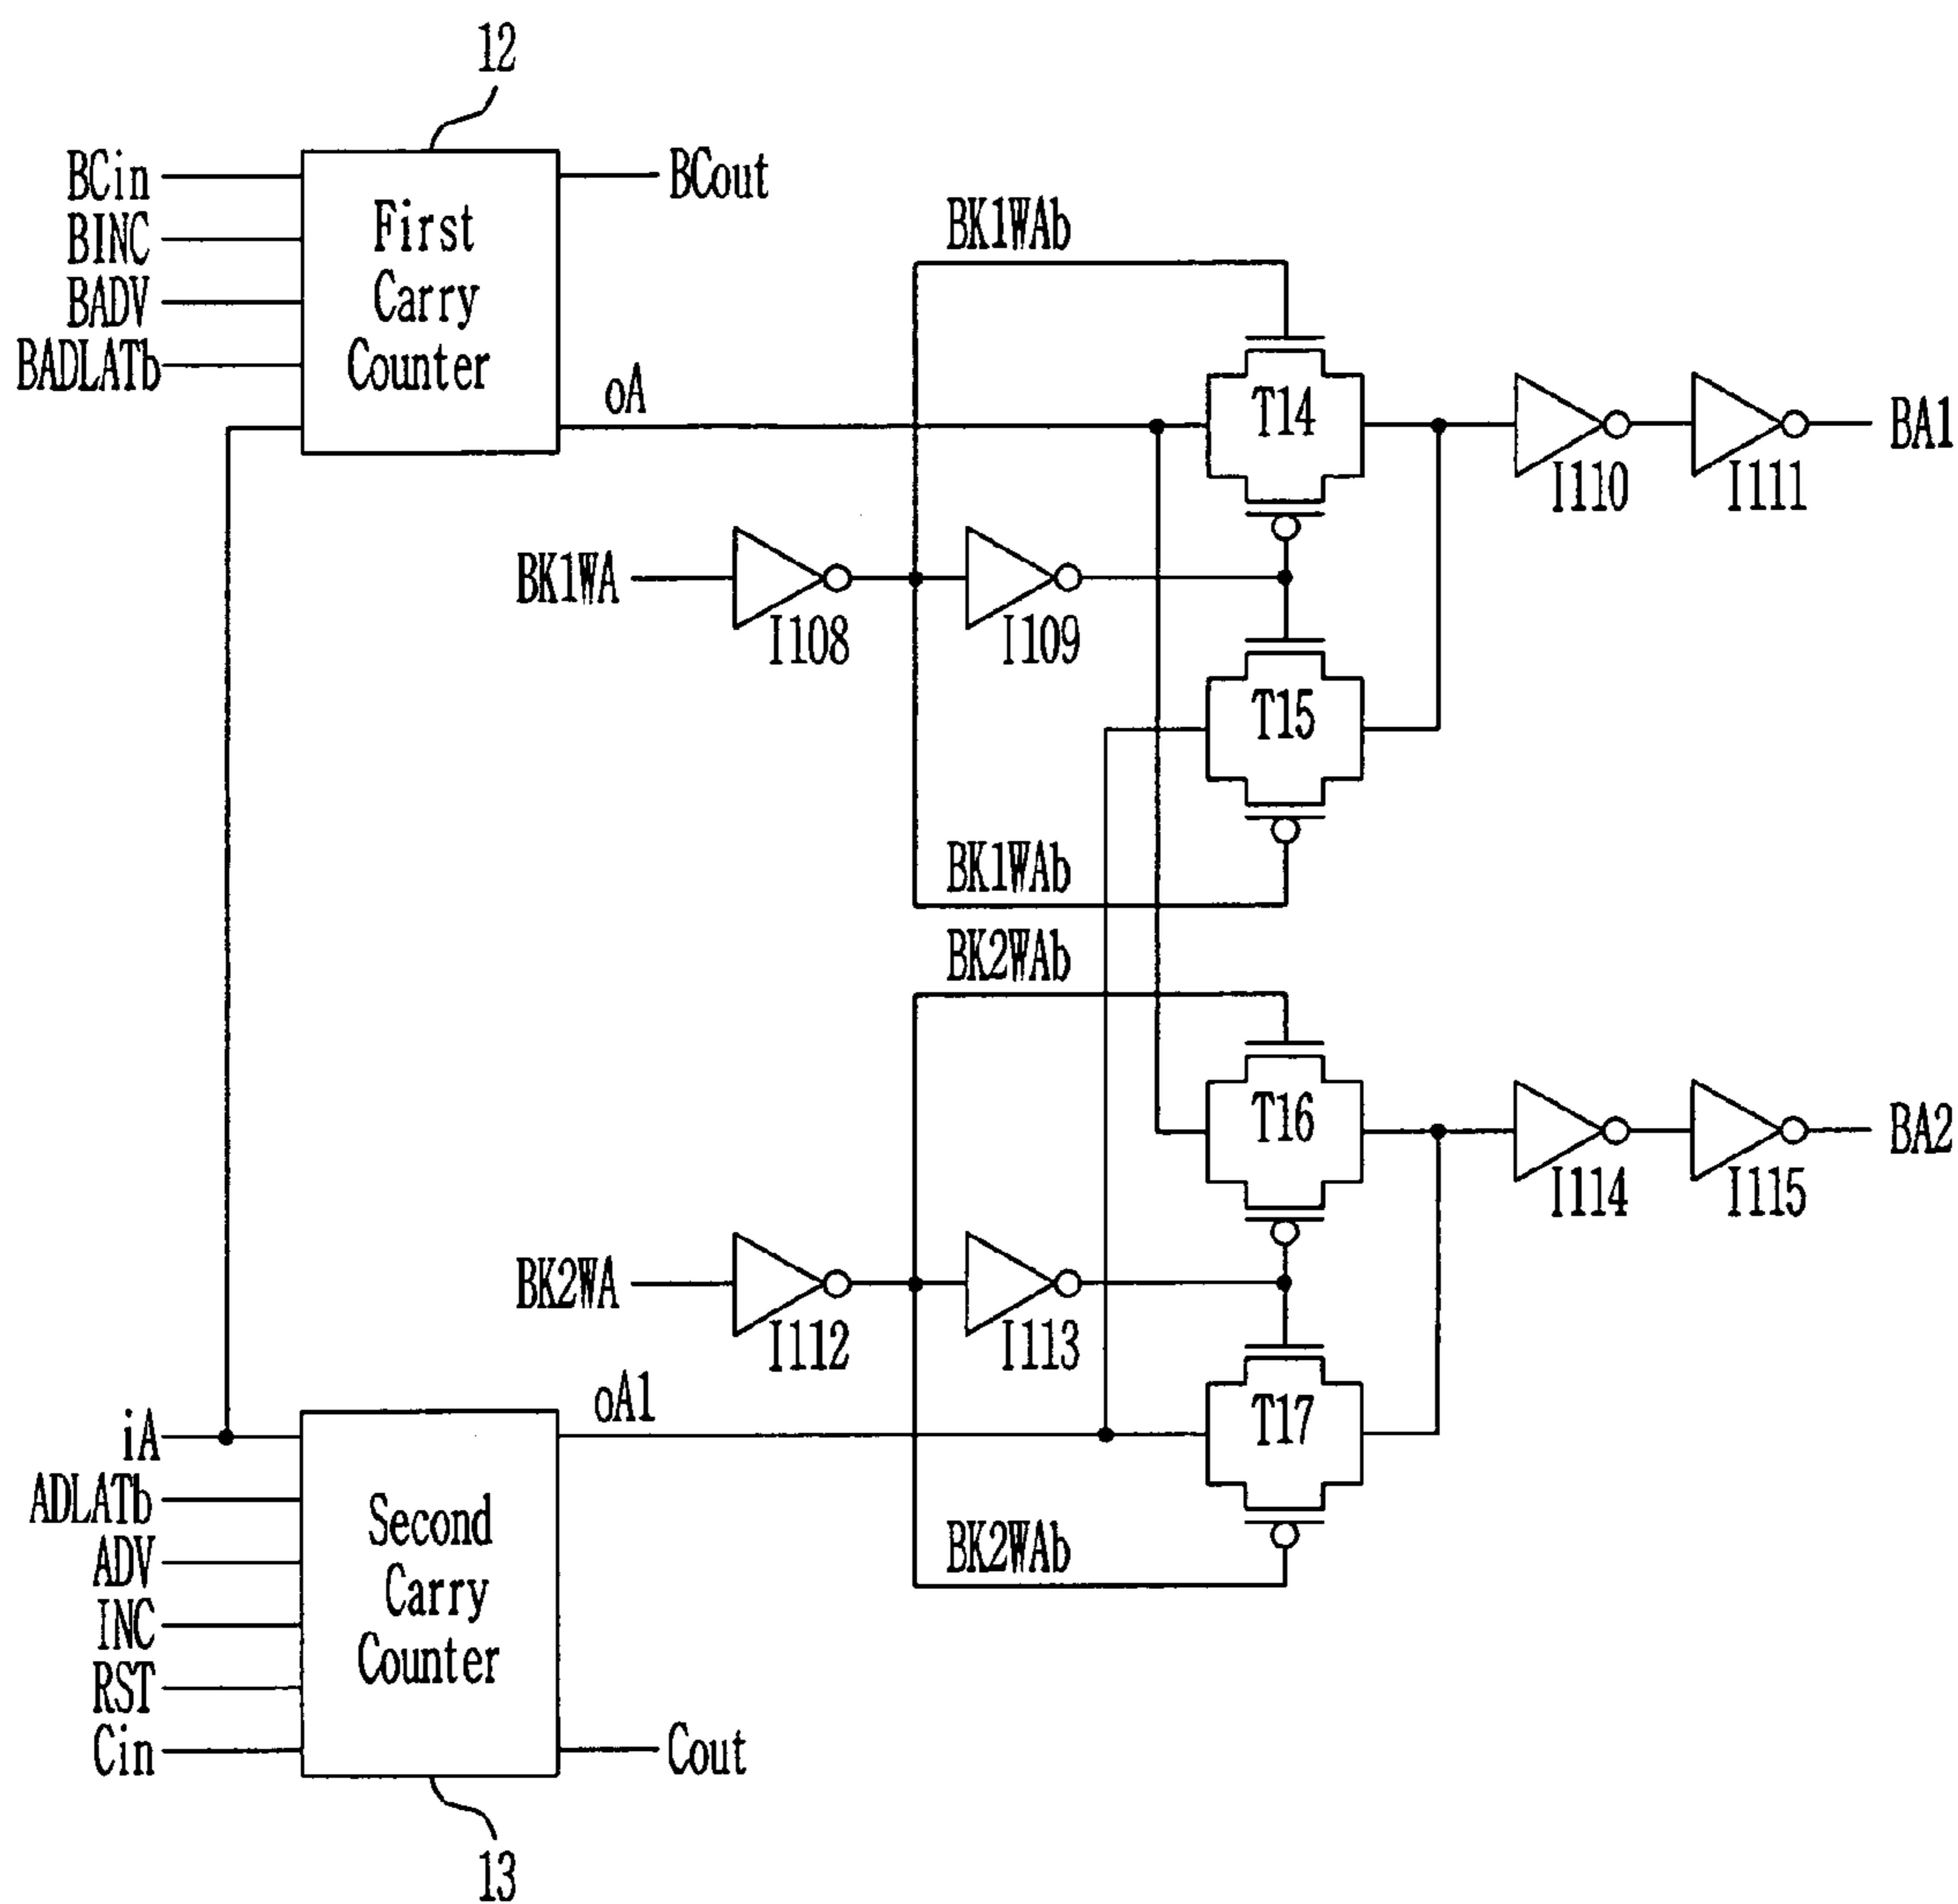 12
BCin
BINC
BADV
BADLATb
First
Carry
Counter
BCout
oA
BK1WAb
T14
I110
I111
BA1
BK1WA
I108
I109
T15
BK1WAb
BK2WAb
T16
I114
I115
BA2
BK2WA
I112
I113
T17
BK2WAb
oA1
iA
ADLATb
ADV
INC
RST
Cin
Second
Carry
Counter
Cout
13